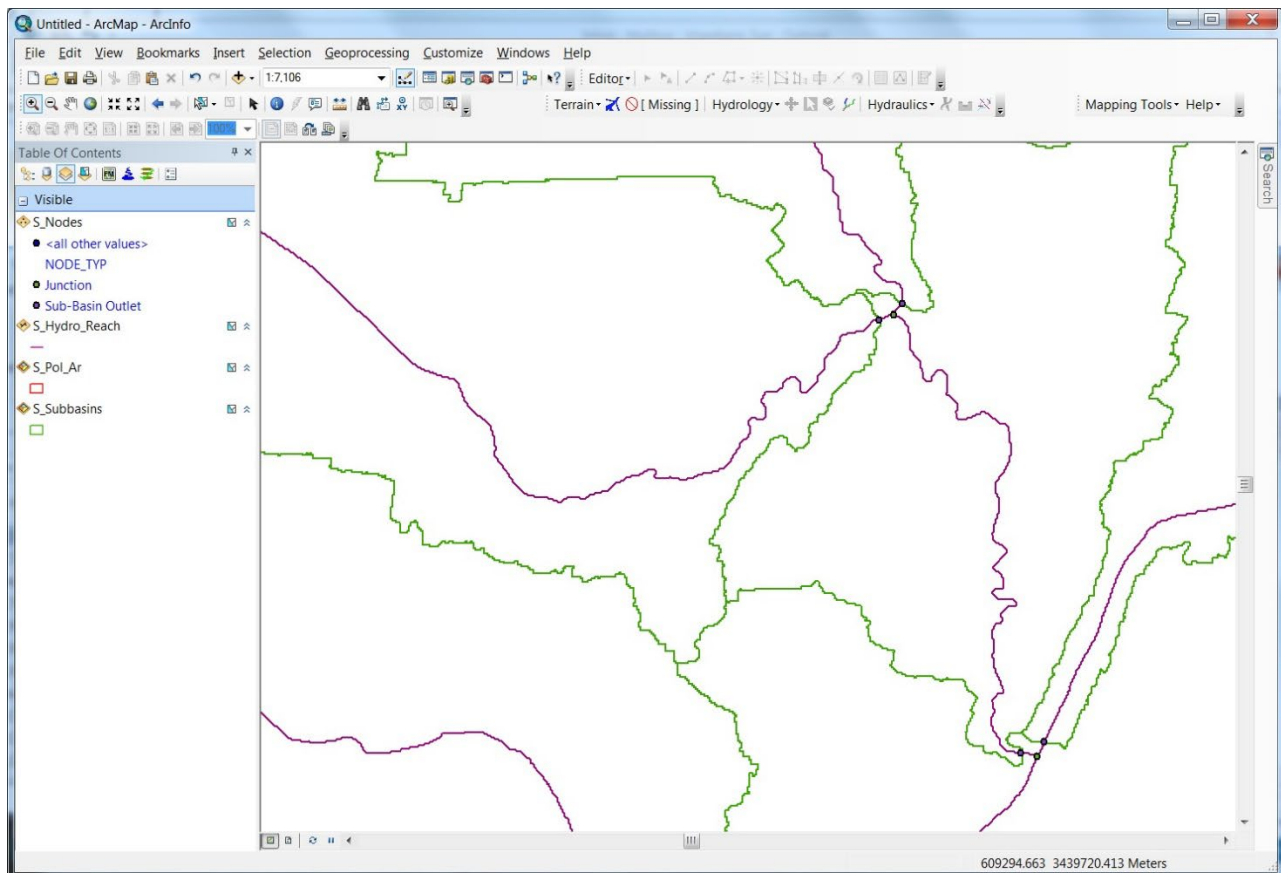 Untitled - ArcMap - ArcInfo
File Edit View Bookmarks Insert Selection Geoprocessing Customize Windows Help
1:7,106 Editor
Terrain [ Missing ] Hydrology Hydraulics Mapping Tools Help
100%
Table Of Contents
Visible
S_Nodes
<all other values>
NODE_TYP
Junction
Sub-Basin Outlet
S_Hydro_Reach
S_Pol_Ar
S_Subbasins
Search
609294.663 3439720.413 Meters